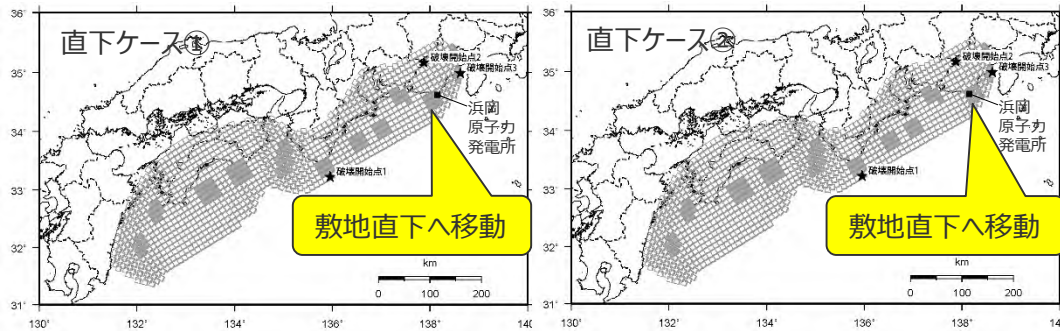 直下ケース①
36°
35°
34°
33°
32°
31°
132°
134°
136°
138°
140
破壊開始点2
破壊開始点3
浜岡
原子力
発電所
破壊開始点1
敷地直下へ移動
km
0 100 200
直下ケース②
36°
35°
34°
33°
32°
31°
132°
134°
136°
138°
140
破壊開始点2
破壊開始点3
浜岡
原子力
発電所
破壊開始点1
敷地直下へ移動
km
0 100 200